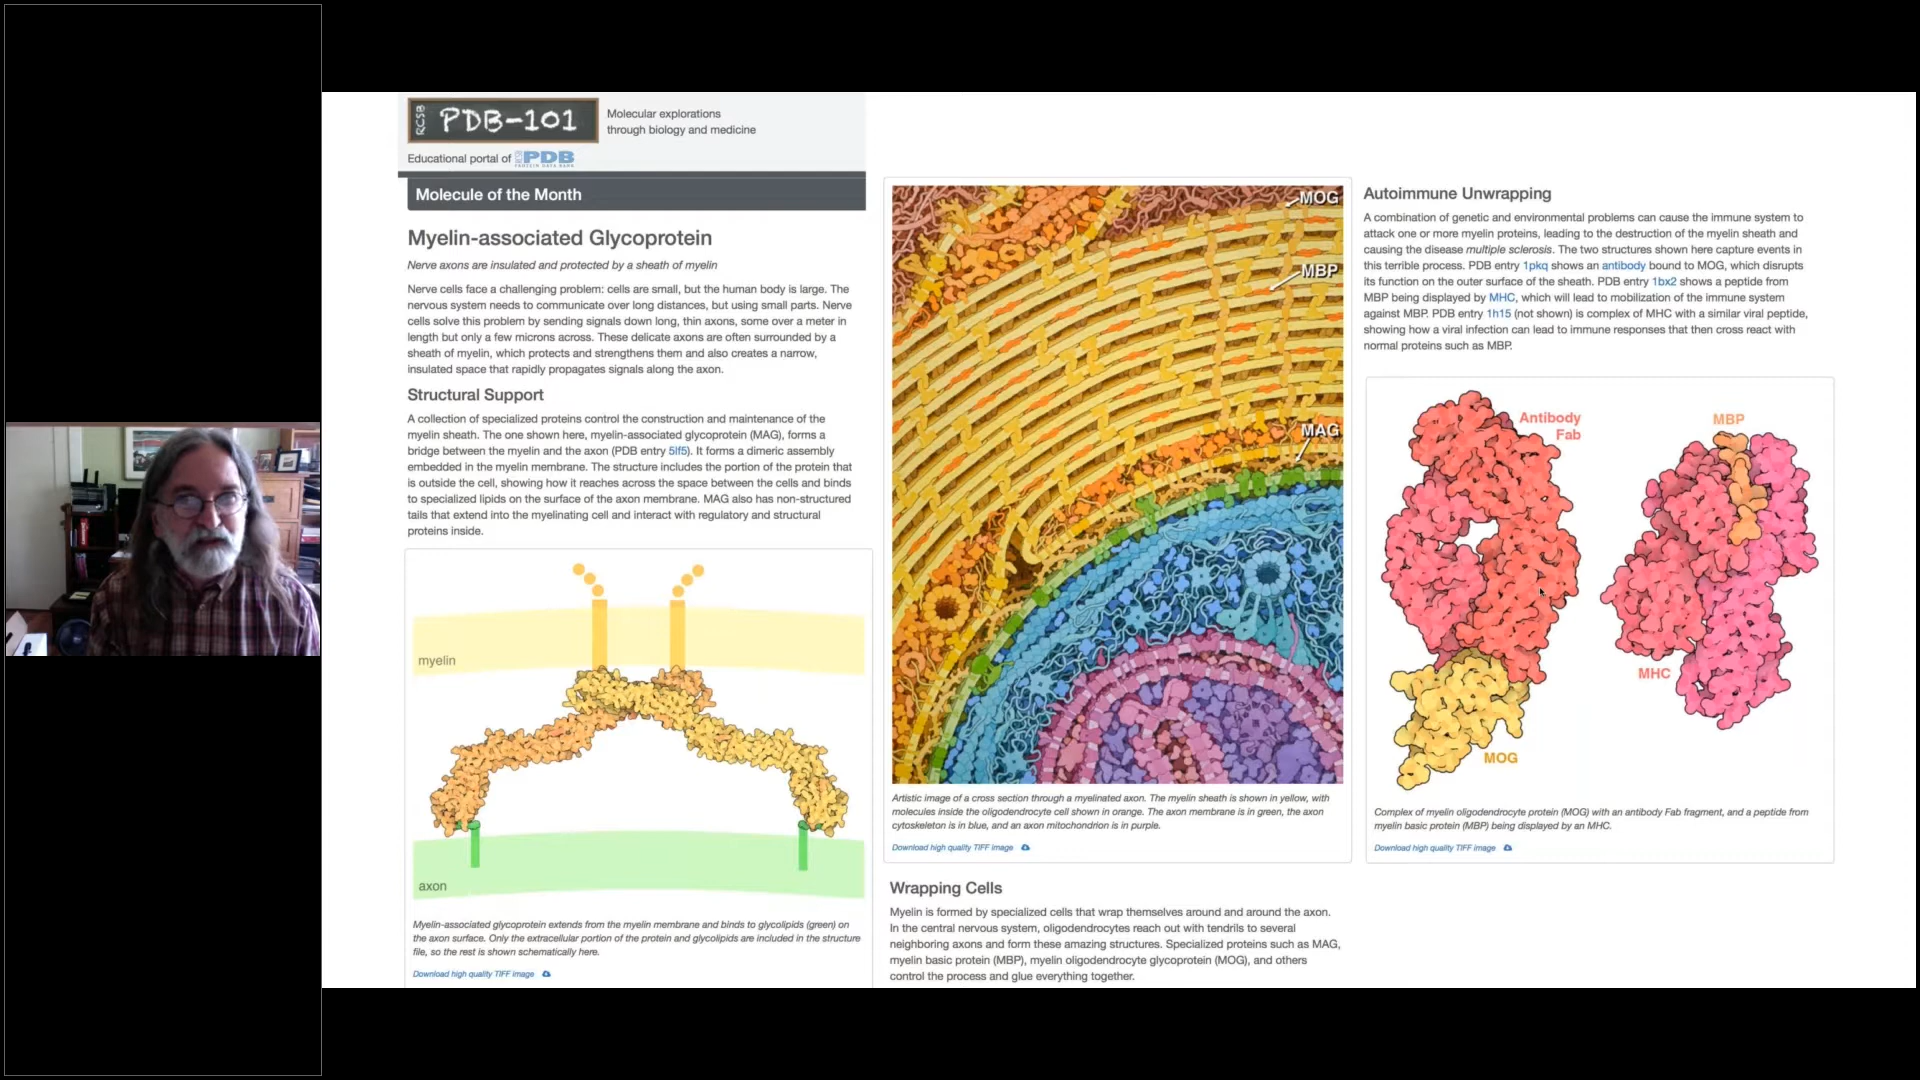 RCSB PDB-101
Molecular explorations
through biology and medicine
Educational portal of PDB
PROTEIN DATA BANK
Molecule of the Month
Myelin-associated Glycoprotein
Nerve axons are insulated and protected by a sheath of myelin
Nerve cells face a challenging problem: cells are small, but the human body is large. The
nervous system needs to communicate over long distances, but using small parts. Nerve
cells solve this problem by sending signals down long, thin axons, some over a meter in
length but only a few microns across. These delicate axons are often surrounded by a
sheath of myelin, which protects and strengthens them and also creates a narrow,
insulated space that rapidly propagates signals along the axon.
Structural Support
A collection of specialized proteins control the construction and maintenance of the
myelin sheath. The one shown here, myelin-associated glycoprotein (MAG), forms a
bridge between the myelin and the axon (PDB entry 5lf5). It forms a dimeric assembly
embedded in the myelin membrane. The structure includes the portion of the protein that
is outside the cell, showing how it reaches across the space between the cells and binds
to specialized lipids on the surface of the axon membrane. MAG also has non-structured
tails that extend into the myelinating cell and interact with regulatory and structural
proteins inside.
myelin
axon
Myelin-associated glycoprotein extends from the myelin membrane and binds to glycolipids (green) on
the axon surface. Only the extracellular portion of the protein and glycolipids are included in the structure
file, so the rest is shown schematically here.
Download high quality TIFF image
MOG
MBP
MAG
Artistic image of a cross section through a myelinated axon. The myelin sheath is shown in yellow, with
molecules inside the oligodendrocyte cell shown in orange. The axon membrane is in green, the axon
cytoskeleton is in blue, and an axon mitochondrion is in purple.
Download high quality TIFF image
Wrapping Cells
Myelin is formed by specialized cells that wrap themselves around and around the axon.
In the central nervous system, oligodendrocytes reach out with tendrils to several
neighboring axons and form these amazing structures. Specialized proteins such as MAG,
myelin basic protein (MBP), myelin oligodendrocyte glycoprotein (MOG), and others
control the process and glue everything together.
Autoimmune Unwrapping
A combination of genetic and environmental problems can cause the immune system to
attack one or more myelin proteins, leading to the destruction of the myelin sheath and
causing the disease multiple sclerosis. The two structures shown here capture events in
this terrible process. PDB entry 1pkq shows an antibody bound to MOG, which disrupts
its function on the outer surface of the sheath. PDB entry 1bx2 shows a peptide from
MBP being displayed by MHC, which will lead to mobilization of the immune system
against MBP. PDB entry 1h15 (not shown) is complex of MHC with a similar viral peptide,
showing how a viral infection can lead to immune responses that then cross react with
normal proteins such as MBP.
Antibody
Fab
MBP
MHC
MOG
Complex of myelin oligodendrocyte protein (MOG) with an antibody Fab fragment, and a peptide from
myelin basic protein (MBP) being displayed by an MHC.
Download high quality TIFF image